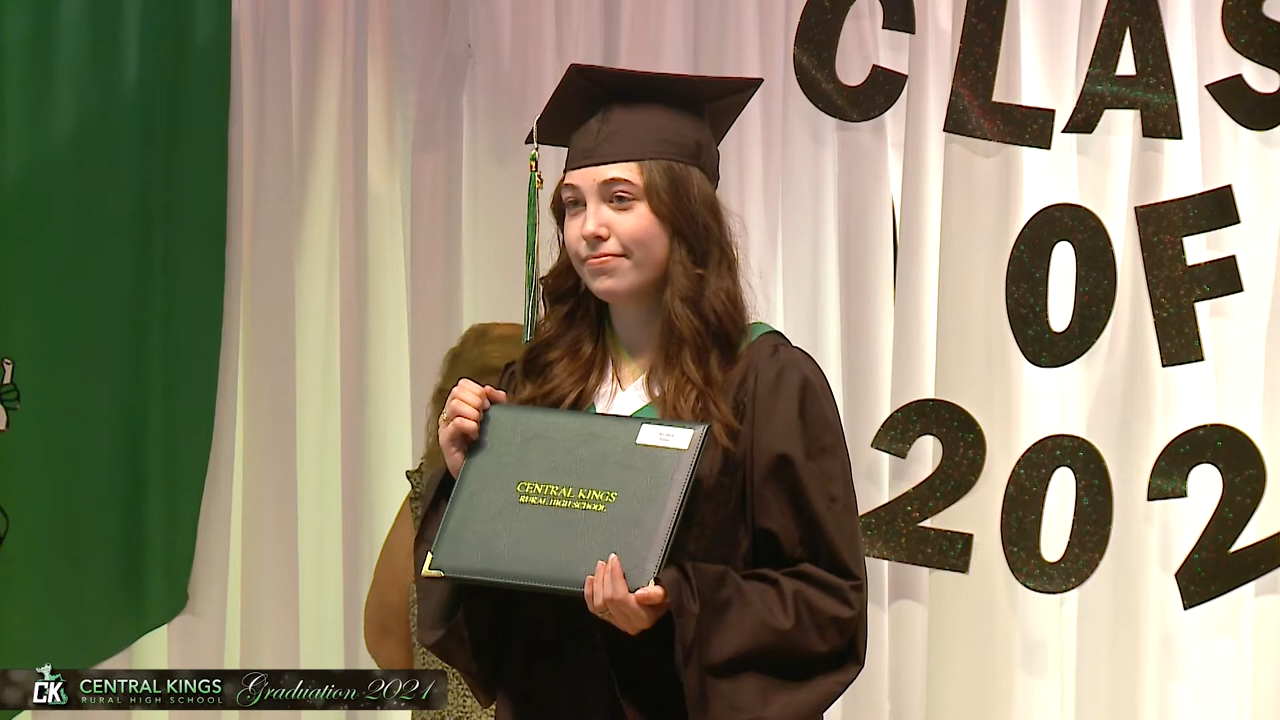 CLAS
OF
202
CENTRAL KINGS
RURAL HIGH SCHOOL
CK
CENTRAL KINGS
RURAL HIGH SCHOOL
Graduation 2021